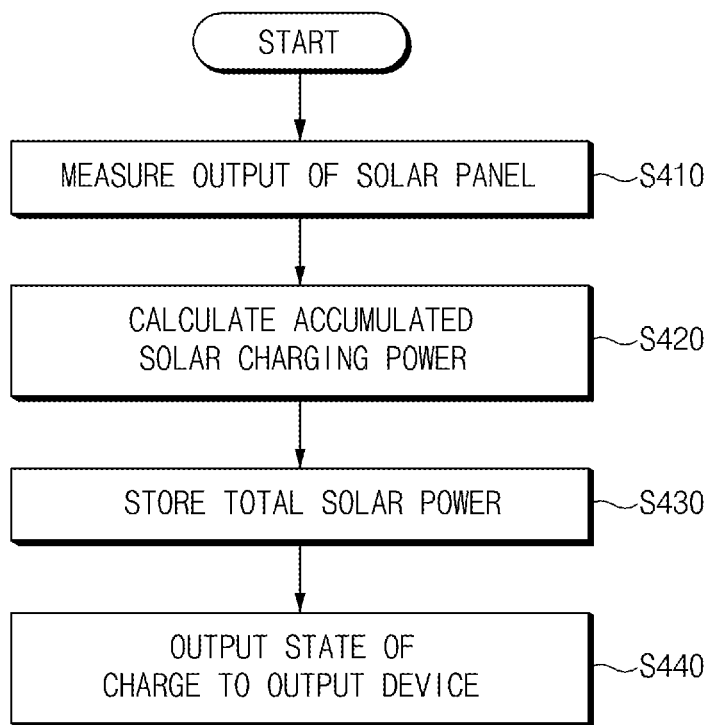 START
MEASURE OUTPUT OF SOLAR PANEL
S410
CALCULATE ACCUMULATED
SOLAR CHARGING POWER
S420
STORE TOTAL SOLAR POWER
S430
OUTPUT STATE OF
CHARGE TO OUTPUT DEVICE
S440